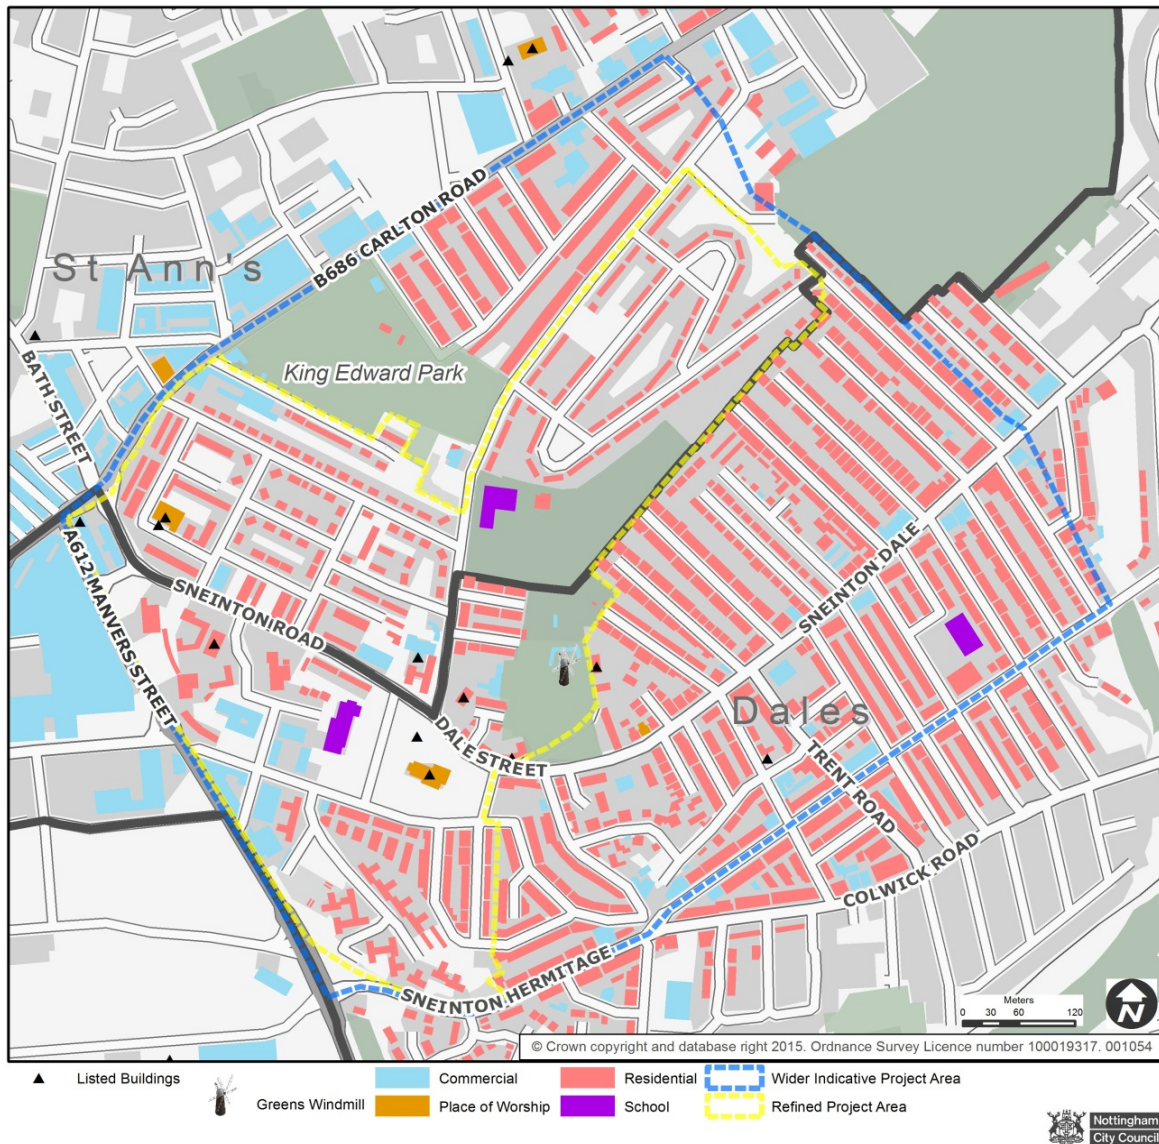 B686 CARLTON ROAD
St Ann's
BATH STREET
King Edward Park
A612 MANVERS STREET
SNEINTON ROAD
SNEINTON DALE
Dales
DALE STREET
TRENT ROAD
COLWICK ROAD
SNEINTON HERMITAGE
Meters
0 30 60 120
N
© Crown copyright and database right 2015. Ordnance Survey Licence number 100019317. 001054
Listed Buildings
Greens Windmill
Commercial
Place of Worship
Residential
School
Wider Indicative Project Area
Refined Project Area
Nottingham
City Council